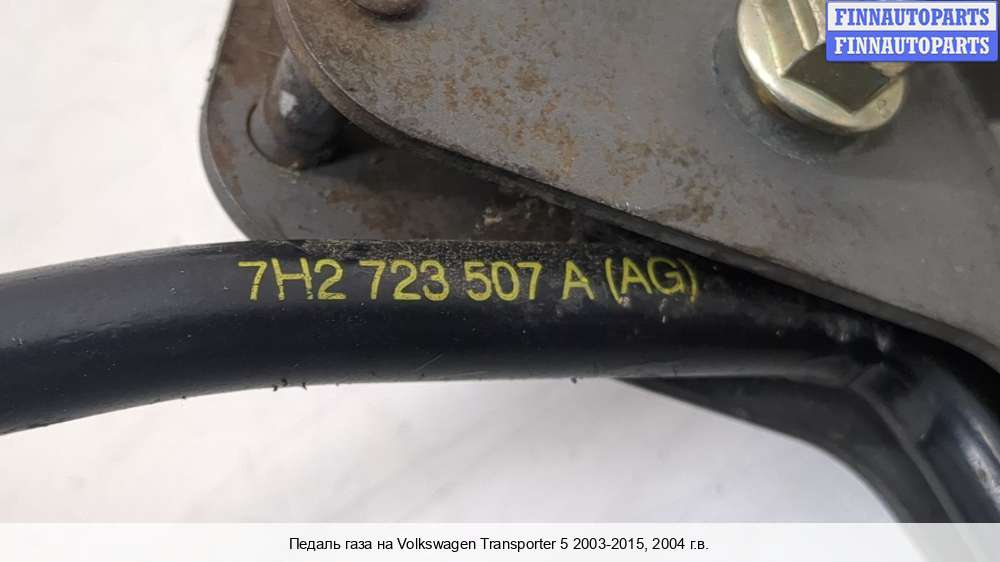 FINNAUTOPARTS
FINNAUTOPARTS
7H2 723 507 A (AG)
Педаль газа на Volkswagen Transporter 5 2003-2015, 2004 г.в.